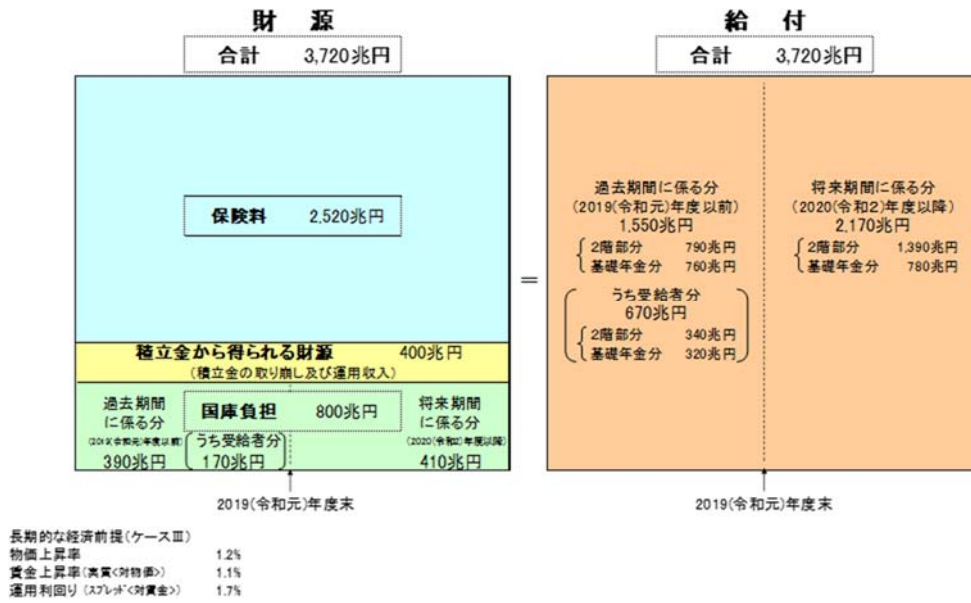 財　源
合計　3,720兆円
保険料　2,520兆円
積立金から得られる財源　400兆円
(積立金の取り崩し及び運用収入)
過去期間
に係る分
(2019(令和元)年度以前)
390兆円
国庫負担　800兆円
うち受給者分
170兆円
将来期間
に係る分
(2020(令和2)年度以降)
410兆円
2019(令和元)年度末
=
給　付
合計　3,720兆円
過去期間に係る分
(2019(令和元)年度以前)
1,550兆円
2階部分　790兆円
基礎年金分　760兆円
うち受給者分
670兆円
2階部分　340兆円
基礎年金分　320兆円
将来期間に係る分
(2020(令和2)年度以降)
2,170兆円
2階部分　1,390兆円
基礎年金分　780兆円
2019(令和元)年度末
長期的な経済前提(ケースⅢ)
物価上昇率　1.2%
賃金上昇率(実質<対物価>)　1.1%
運用利回り(スプレッド<対賃金>)　1.7%